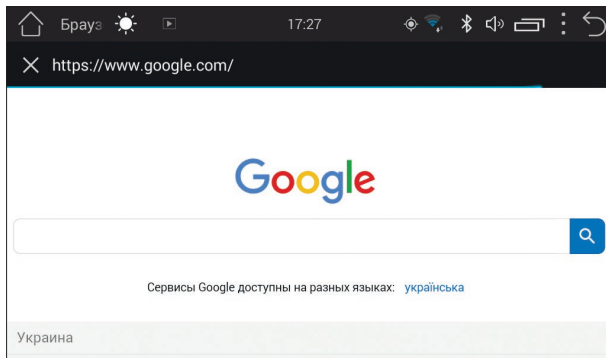 Брауз 17:27
https://www.google.com/
Google
Сервисы Google доступны на разных языках: українська
Украина